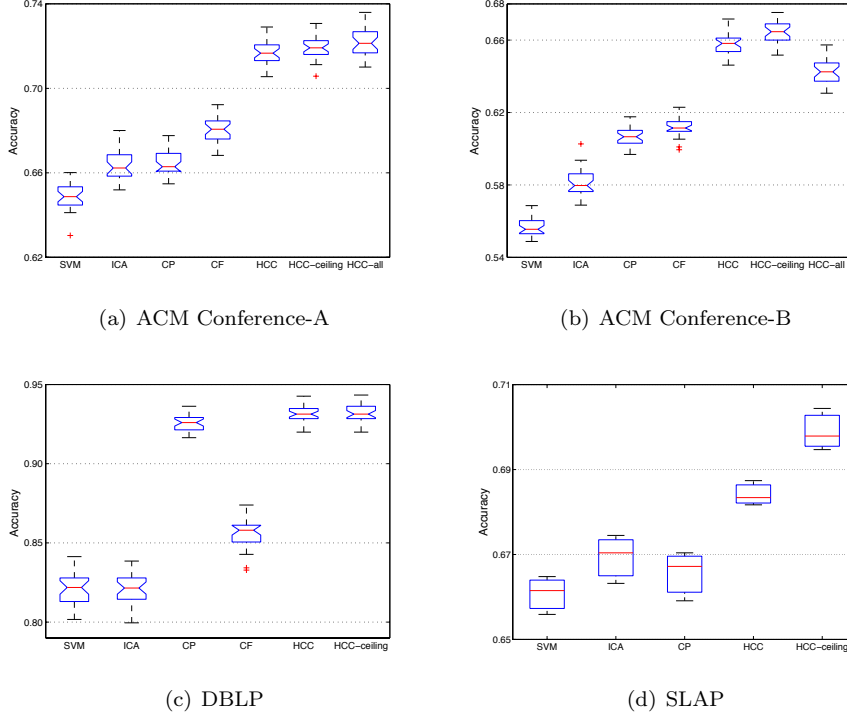 0.74
0.70
0.66
0.62
Accuracy
SVM ICA CP CF HCC HCC−ceiling HCC−all
(a) ACM Conference-A
0.68
0.66
0.62
0.58
0.54
Accuracy
SVM ICA CP CF HCC HCC−ceiling HCC−all
(b) ACM Conference-B
0.95
0.90
0.85
0.80
Accuracy
SVM ICA CP CF HCC HCC−ceiling
(c) DBLP
0.71
0.69
0.67
0.65
Accuracy
SVM ICA CP HCC HCC−ceiling
(d) SLAP